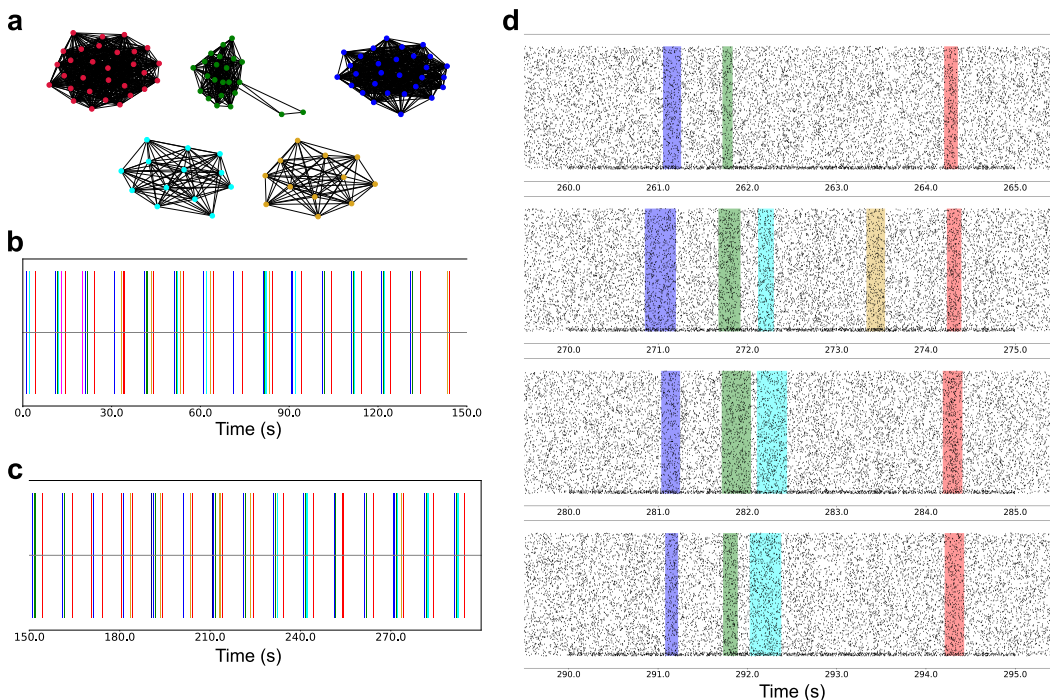 a
b
0.0 30.0 60.0 90.0 120.0 150.0
Time (s)
c
150.0 180.0 210.0 240.0 270.0
Time (s)
d
260.0 261.0 262.0 263.0 264.0 265.0
270.0 271.0 272.0 273.0 274.0 275.0
280.0 281.0 282.0 283.0 284.0 285.0
290.0 291.0 292.0 293.0 294.0 295.0
Time (s)